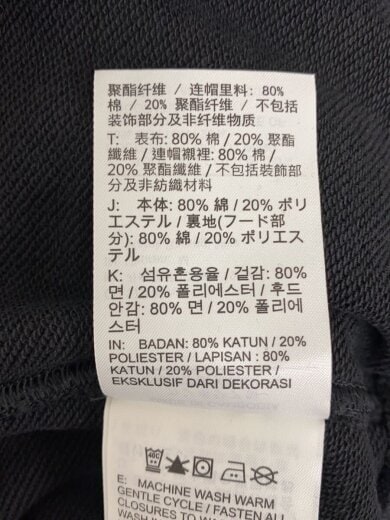 聚酯纤维 / 连帽里料: 80%
棉 / 20% 聚酯纤维 / 不包括
装饰部分及非纤维物质
T: 表布: 80% 棉 / 20% 聚酯
纖維 / 連帽襯裡: 80% 棉 /
20% 聚酯纖維 / 不包括裝飾部
分及非紡織材料
J: 本体: 80% 綿 / 20% ポリ
エステル / 裏地(フード部
分): 80% 綿 / 20% ポリエス
テル
K: 섬유혼용율 / 겉감: 80%
면 / 20% 폴리에스터 / 후드
안감: 80% 면 / 20% 폴리에
스터
IN: BADAN: 80% KATUN / 20%
POLIESTER / LAPISAN : 80%
KATUN / 20% POLIESTER /
EKSKLUSIF DARI DEKORASI
40C
E: MACHINE WASH WARM
GENTLE CYCLE / FASTEN ALL